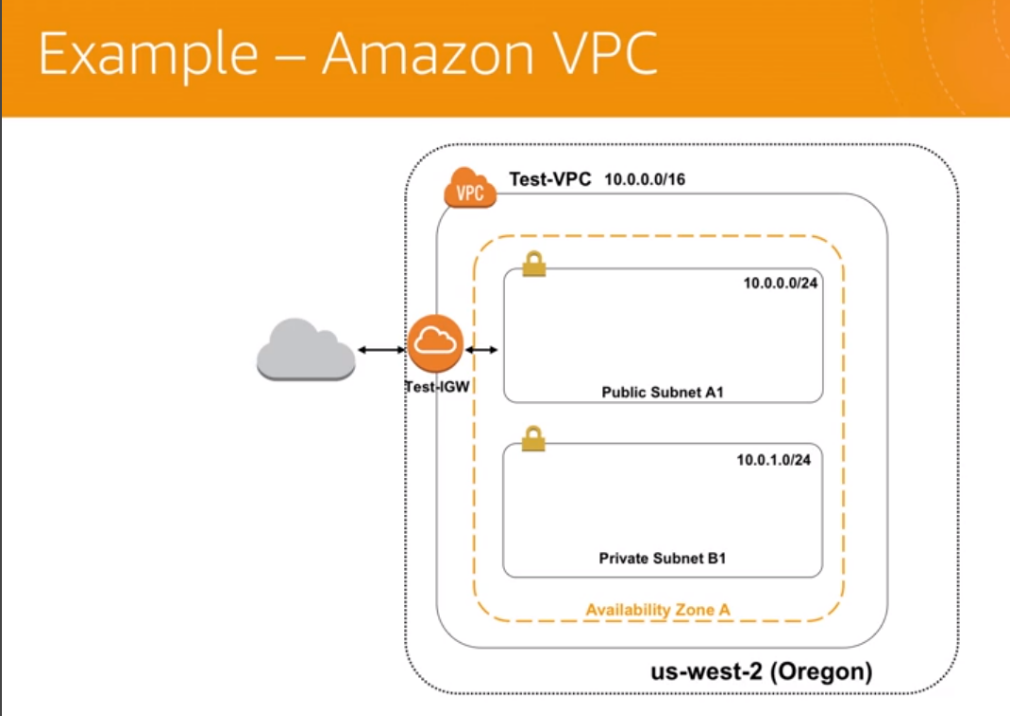 Example – Amazon VPC
VPC
Test-VPC 10.0.0.0/16
10.0.0.0/24
Test-IGW
Public Subnet A1
10.0.1.0/24
Private Subnet B1
Availability Zone A
us-west-2 (Oregon)